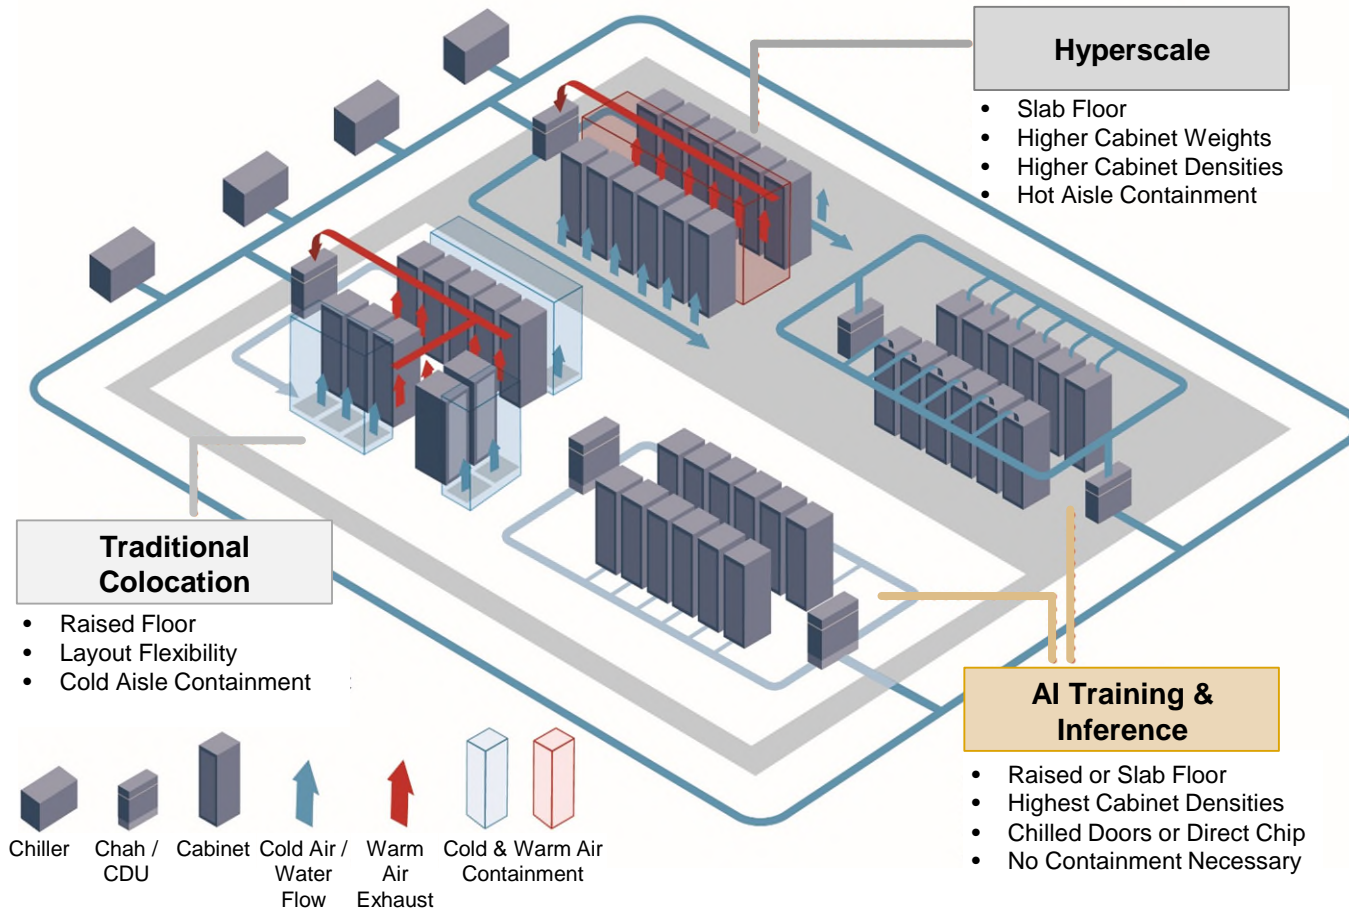 Hyperscale
• Slab Floor
• Higher Cabinet Weights
• Higher Cabinet Densities
• Hot Aisle Containment
Traditional
Colocation
• Raised Floor
• Layout Flexibility
• Cold Aisle Containment
AI Training &
Inference
• Raised or Slab Floor
• Highest Cabinet Densities
• Chilled Doors or Direct Chip
• No Containment Necessary
Chiller
Chah /
CDU
Cabinet
Cold Air /
Water
Flow
Warm
Air
Exhaust
Cold & Warm Air
Containment